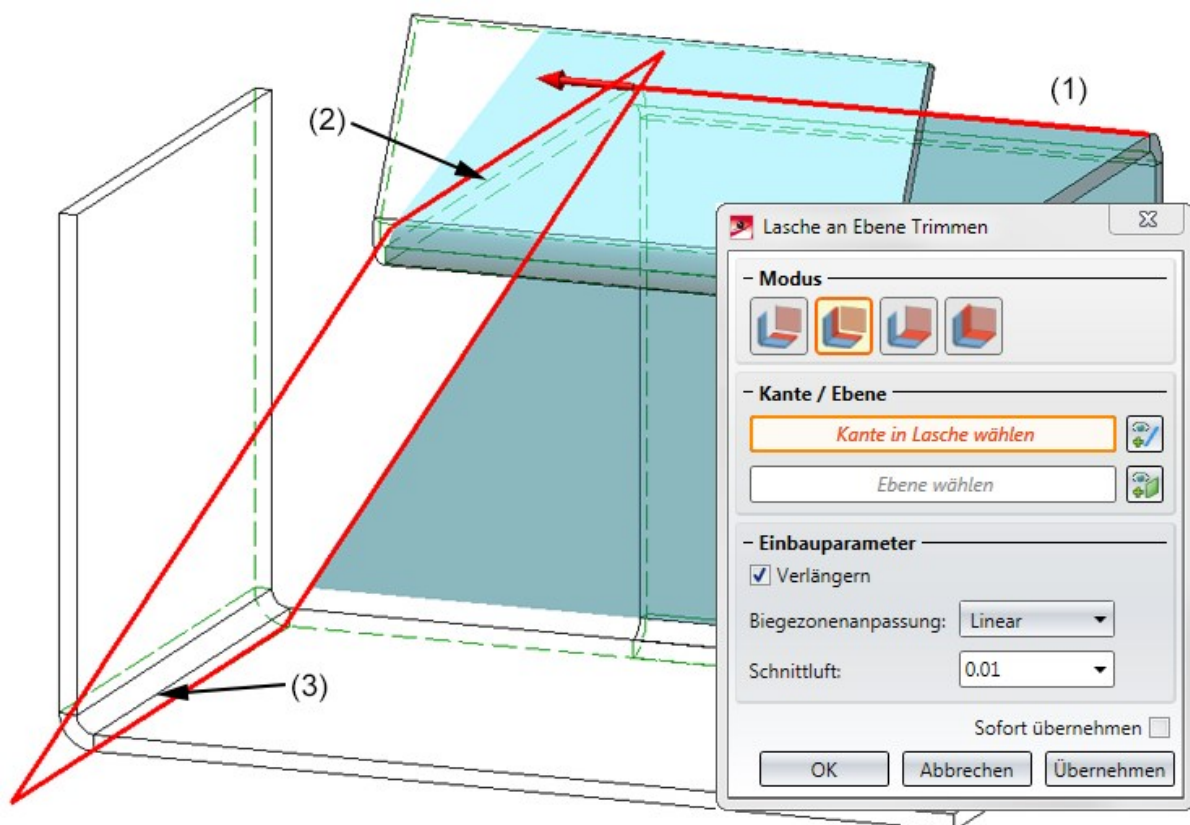 (1)
(2)
(3)
Lasche an Ebene Trimmen
Modus
Kante / Ebene
Kante in Lasche wählen
Ebene wählen
Einbauparameter
Verlängern
Biegezonenanpassung: Linear
Schnittluft: 0.01
Sofort übernehmen
OK Abbrechen Übernehmen